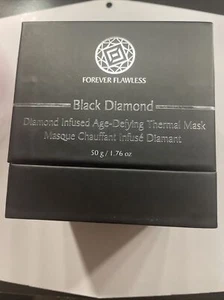 FOREVER FLAWLESS
Black Diamond
Diamond Infused Age-Defying Thermal Mask
Masque Chauffant Infusé Diamant
50 g / 1.76 oz